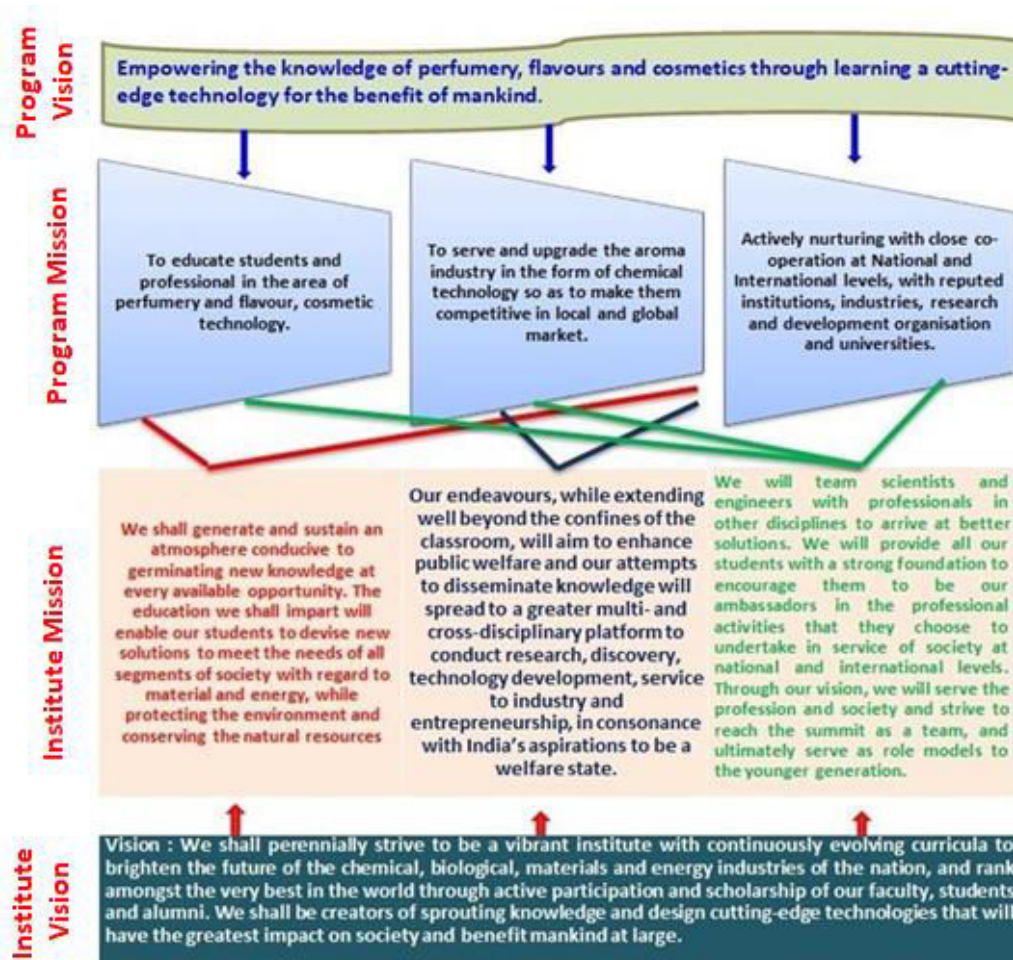 Program
Vision
Empowering the knowledge of perfumery, flavours and cosmetics through learning a cutting-
edge technology for the benefit of mankind.
Program Mission
To educate students and
professional in the area of
perfumery and flavour, cosmetic
technology.
To serve and upgrade the aroma
industry in the form of chemical
technology so as to make them
competitive in local and global
market.
Actively nurturing with close co-
operation at National and
International levels, with reputed
institutions, industries, research
and development organisation
and universities.
Institute Mission
We shall generate and sustain an
atmosphere conducive to
germinating new knowledge at
every available opportunity. The
education we shall impart will
enable our students to devise new
solutions to meet the needs of all
segments of society with regard to
material and energy, while
protecting the environment and
conserving the natural resources
Our endeavours, while extending
well beyond the confines of the
classroom, will aim to enhance
public welfare and our attempts
to disseminate knowledge will
spread to a greater multi- and
cross-disciplinary platform to
conduct research, discovery,
technology development, service
to industry and
entrepreneurship, in consonance
with India's aspirations to be a
welfare state.
We will team scientists and
engineers with professionals in
other disciplines to arrive at better
solutions. We will provide all our
students with a strong foundation to
encourage them to be our
ambassadors in the professional
activities that they choose to
undertake in service of society at
national and international levels.
Through our vision, we will serve the
profession and society and strive to
reach the summit as a team, and
ultimately serve as role models to
the younger generation.
Institute
Vision
Vision : We shall perennially strive to be a vibrant institute with continuously evolving curricula to
brighten the future of the chemical, biological, materials and energy industries of the nation, and rank
amongst the very best in the world through active participation and scholarship of our faculty, students
and alumni. We shall be creators of sprouting knowledge and design cutting-edge technologies that will
have the greatest impact on society and benefit mankind at large.